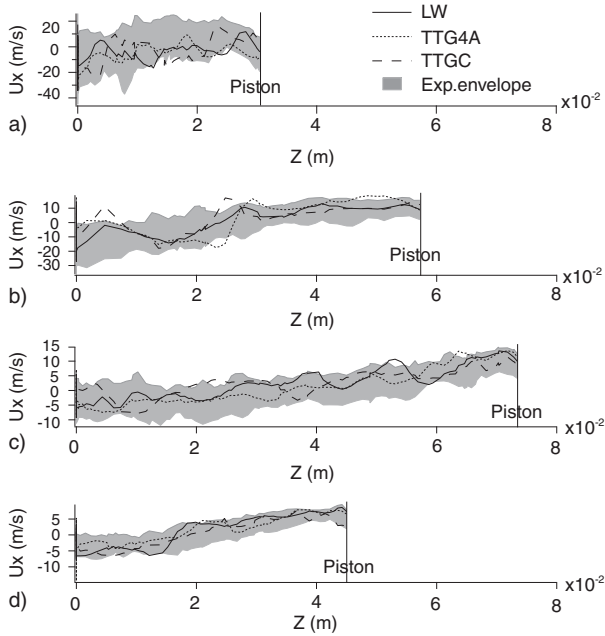 LW
TTG4A
TTGC
Exp.envelope
Ux (m/s)
20
0
-20
-40
Piston
0 2 4 6 8
x10-2
Z (m)
a)
Ux (m/s)
10
0
-10
-20
-30
Piston
0 2 4 6 8
x10-2
Z (m)
b)
Ux (m/s)
15
10
5
0
-5
-10
Piston
0 2 4 6 8
x10-2
Z (m)
c)
Ux (m/s)
5
0
-5
-10
Piston
0 2 4 6 8
x10-2
Z (m)
d)